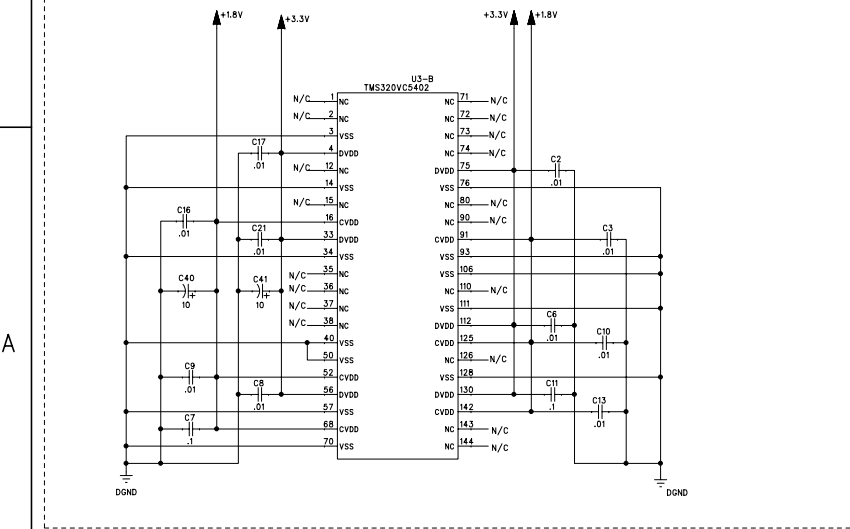 +1.8V +3.3V +3.3V +1.8V
U3-B
TMS320VC5402
N/C 1 NC NC 71 N/C
N/C 2 NC NC 72 N/C
3 VSS NC 73 N/C
C17 .01 4 DVDD NC 74 N/C
N/C 12 NC DVDD 75 C2 .01
14 VSS VSS 76
N/C 15 NC NC 80 N/C
C16 .01 16 CVDD NC 90 N/C
C21 .01 33 DVDD CVDD 91 C3 .01
34 VSS VSS 93
N/C 35 NC VSS 106
C40 + 10 C41 + 10 N/C 36 NC NC 110 N/C
N/C 37 NC VSS 111
N/C 38 NC DVDD 112 C6 .01
A
40 VSS CVDD 125 C10 .01
50 VSS NC 126 N/C
C9 .01 52 CVDD VSS 128
C8 .01 56 DVDD DVDD 130 C11 .1
57 VSS CVDD 142 C13 .01
C7 .1 68 CVDD NC 143 N/C
70 VSS NC 144 N/C
DGND DGND